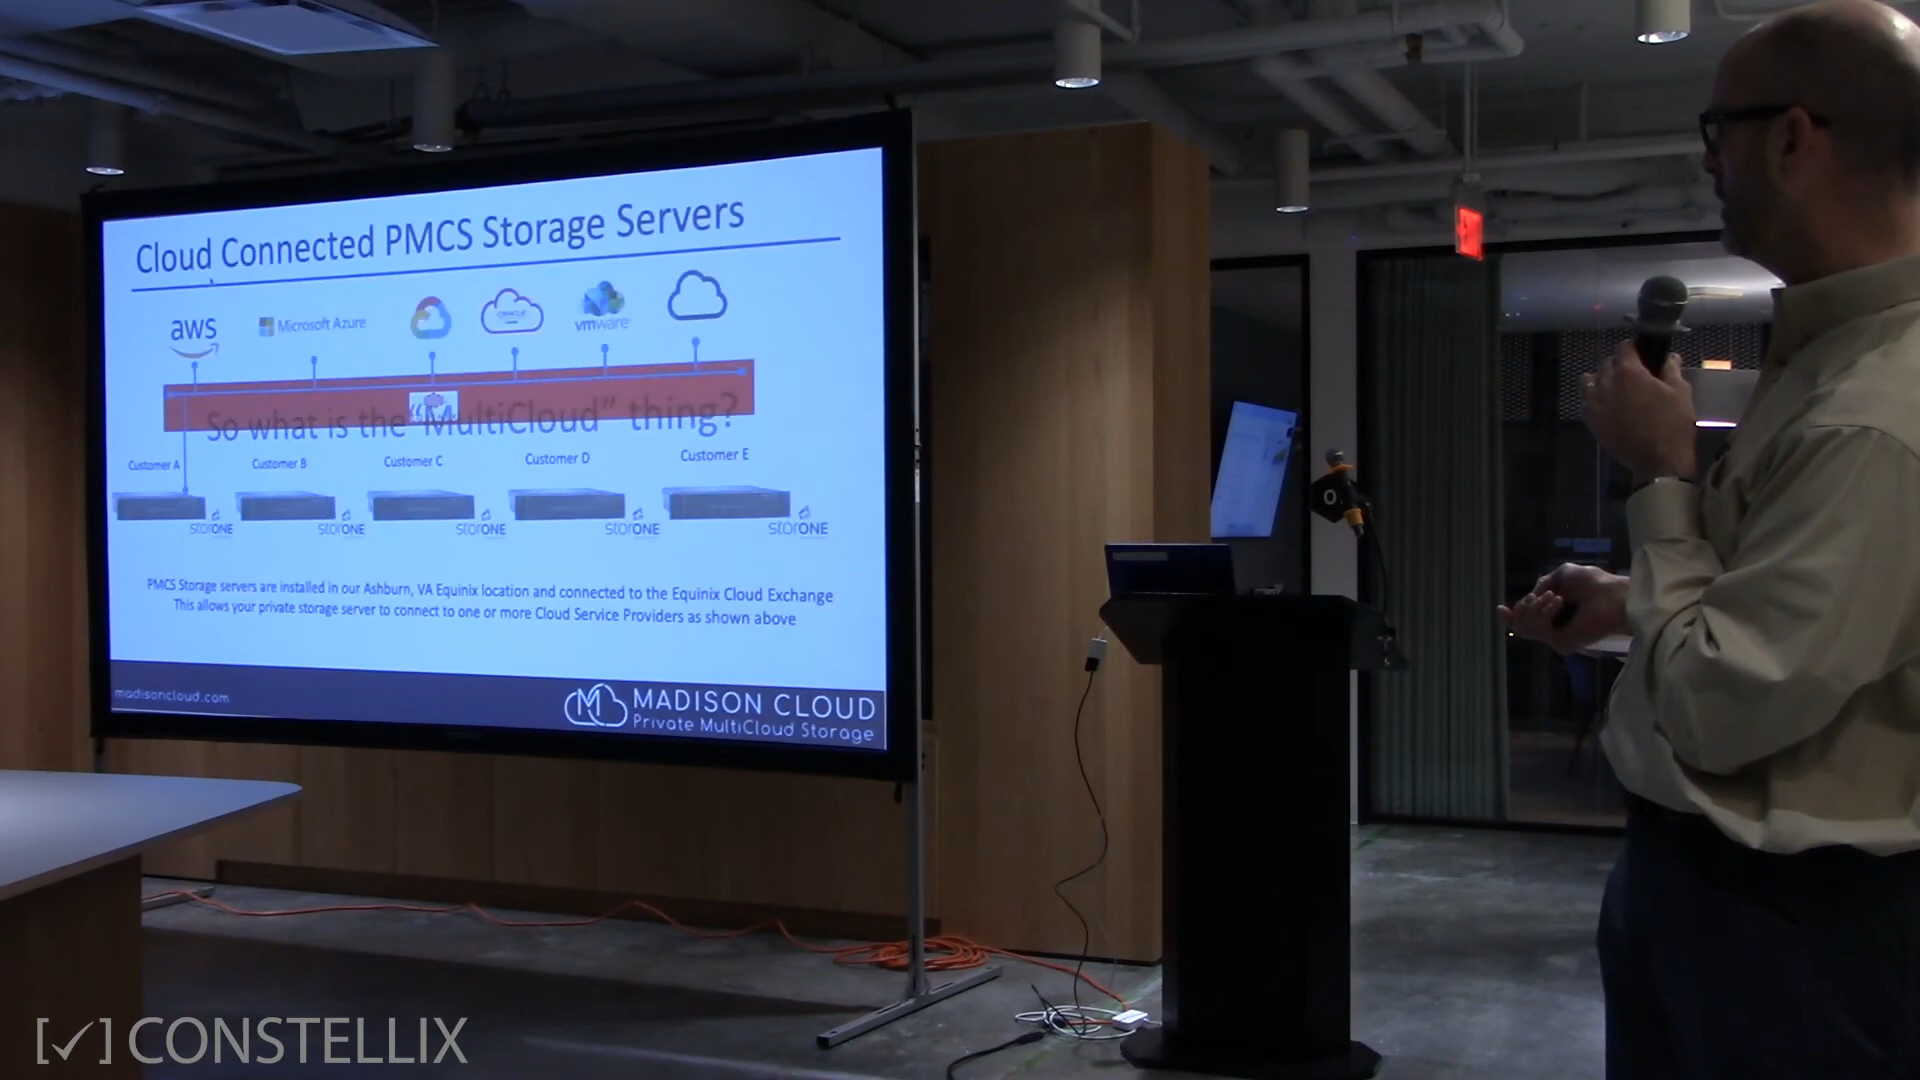 Cloud Connected PMCS Storage Servers
aws
Microsoft Azure
ORACLE
vmware
So what is the “MultiCloud” thing?
Customer A
Customer B
Customer C
Customer D
Customer E
storONE
storONE
storONE
storONE
storONE
PMCS Storage servers are installed in our Ashburn, VA Equinix location and connected to the Equinix Cloud Exchange
This allows your private storage server to connect to one or more Cloud Service Providers as shown above
madisoncloud.com
M
MADISON CLOUD
Private MultiCloud Storage
CONSTELLIX